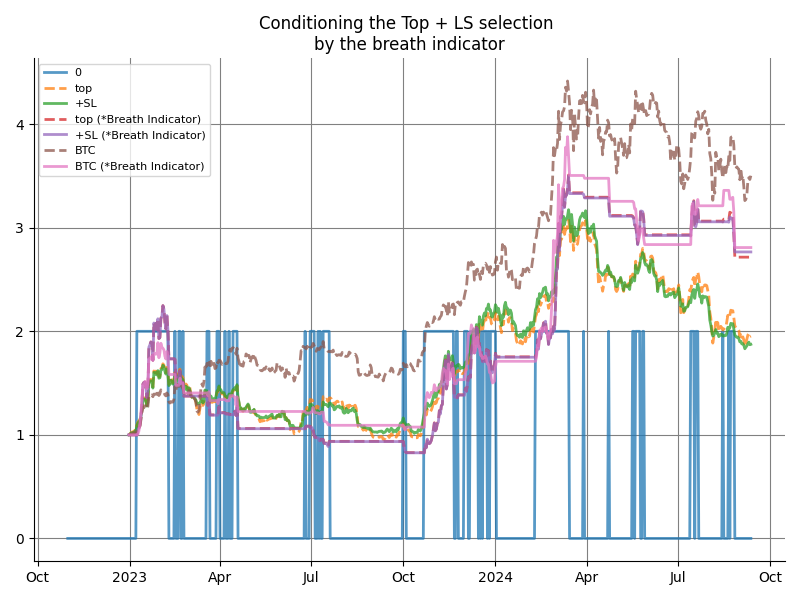 Conditioning the Top + LS selection
by the breath indicator
0
top
+SL
top (*Breath Indicator)
+SL (*Breath Indicator)
BTC
BTC (*Breath Indicator)
4
3
2
1
0
Oct
2023
Apr
Jul
Oct
2024
Apr
Jul
Oct